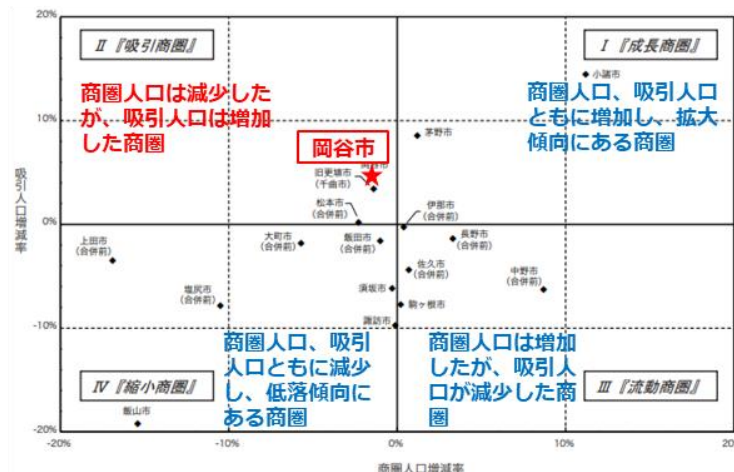 20%
Ⅱ『吸引商圏』
Ⅰ『成長商圏』
小諸市
商圏人口は減少した
が、吸引人口は増加
した商圏
商圏人口、吸引人口
ともに増加し、拡大
傾向にある商圏
10%
茅野市
岡谷市
旧更埴市
(千曲市)
松本市
(合併前)
伊那市
(合併前)
吸引人口増減率
0%
上田市
(合併前)
大町市
(合併前)
飯田市
(合併前)
長野市
(合併前)
佐久市
(合併前)
中野市
(合併前)
塩尻市
(合併前)
須坂市
駒ヶ根市
諏訪市
-10%
商圏人口、吸引
人口ともに減少
し、低落傾向に
ある商圏
商圏人口は増加
したが、吸引人
口が減少した商
圏
Ⅳ『縮小商圏』
Ⅲ『流動商圏』
飯山市
-20%
-20%
-10%
0%
10%
商圏人口増減率